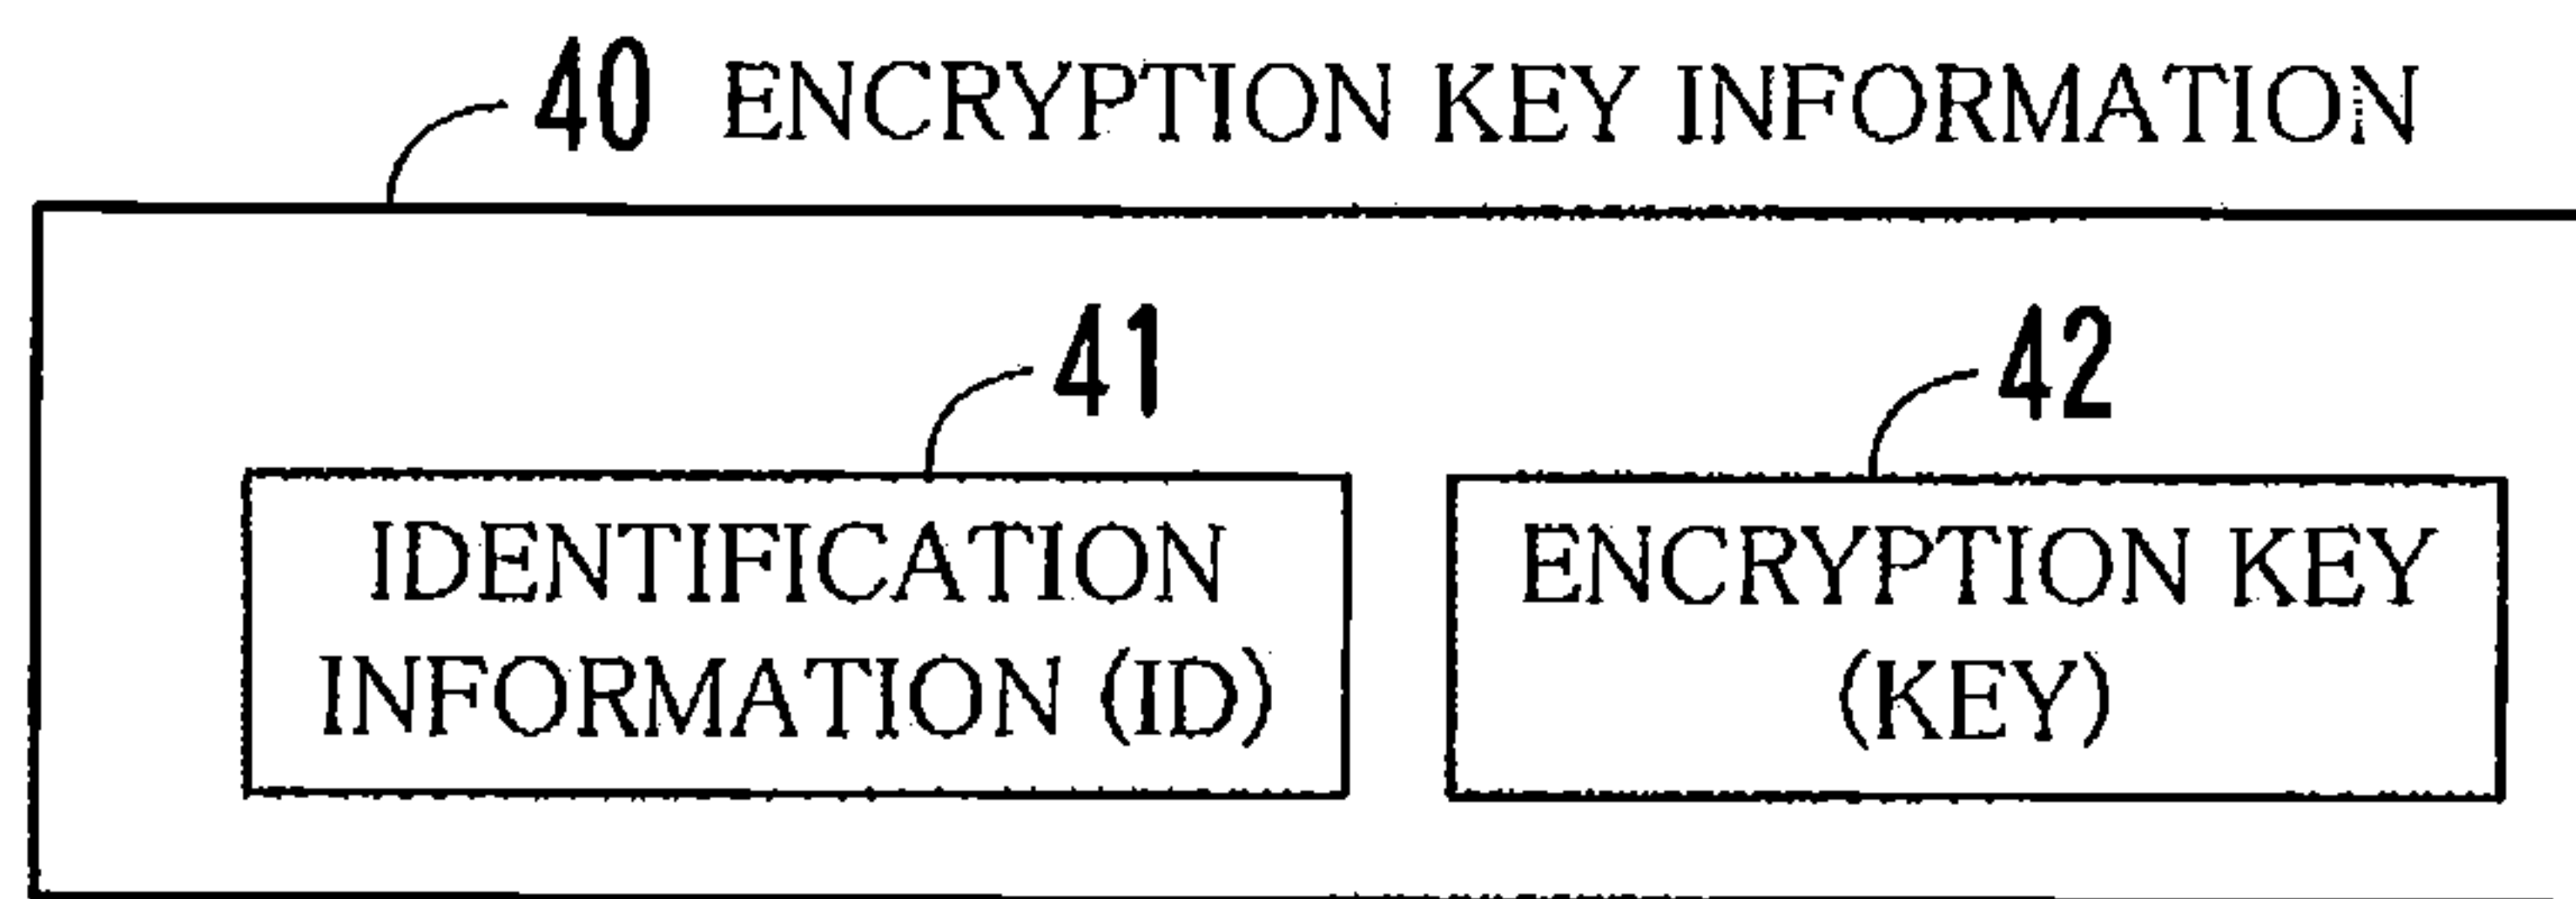 40 ENCRYPTION KEY INFORMATION
41
42
IDENTIFICATION
INFORMATION (ID)
ENCRYPTION KEY
(KEY)